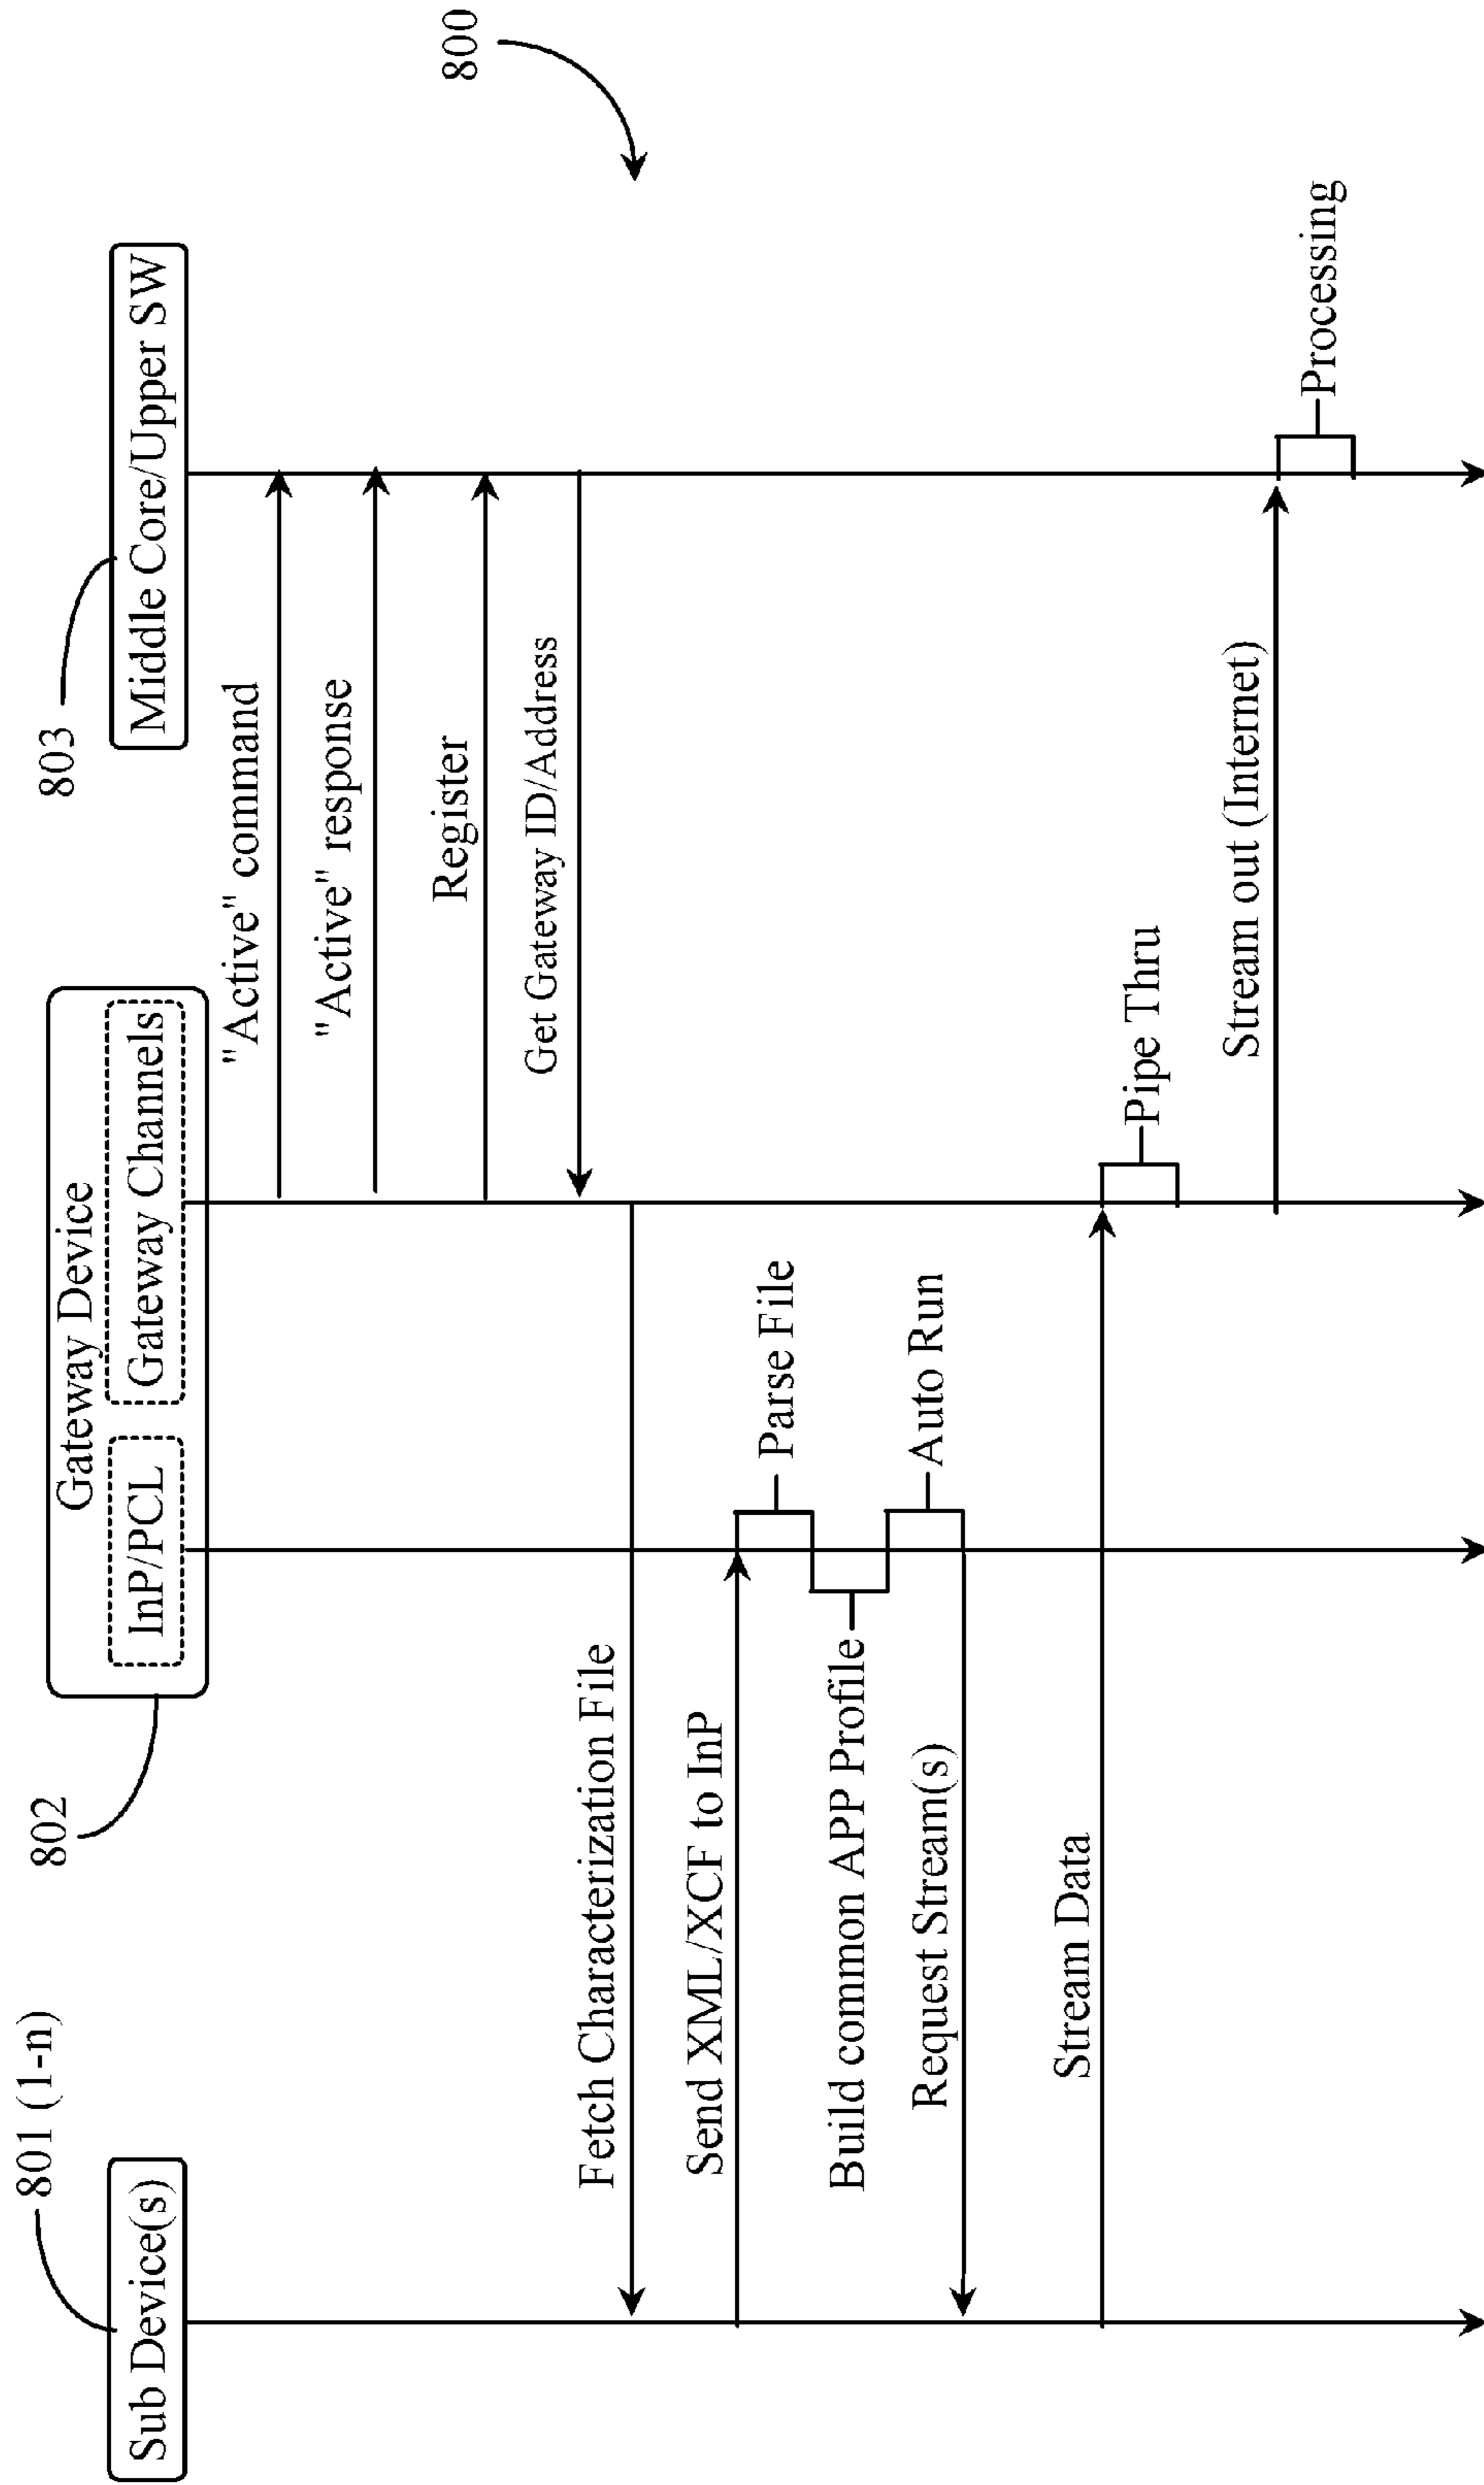 801 (1-n)
802
803
800
Sub Device(s)
Gateway Device
InP/PCL
Gateway Channels
Middle Core/Upper SW
"Active" command
"Active" response
Register
Get Gateway ID/Address
Fetch Characterization File
Send XML/XCF to InP
Parse File
Build common APP Profile
Auto Run
Request Stream(s)
Stream Data
Pipe Thru
Stream out (Internet)
Processing